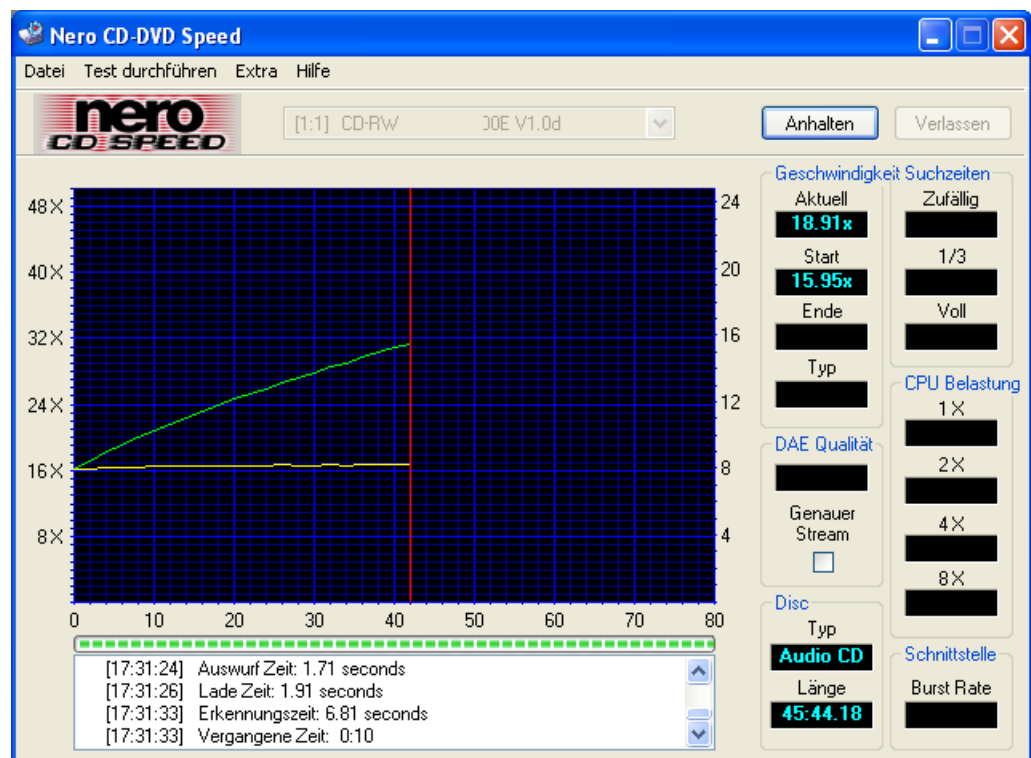 Nero CD-DVD Speed
Datei Test durchführen Extra Hilfe
nero
CD SPEED
[1:1] CD-RW 00E V1.0d
Anhalten
Verlassen
48X
40X
32X
24X
16X
8X
24
20
16
12
8
4
0 10 20 30 40 50 60 70 80
Geschwindigkeit
Aktuell
18.91x
Start
15.95x
Ende
Typ
Suchzeiten
Zufällig
1/3
Voll
CPU Belastung
1X
2X
4X
8X
DAE Qualität
Genauer
Stream
Disc
Typ
Audio CD
Länge
45:44.18
Schnittstelle
Burst Rate
[17:31:24] Auswurf Zeit: 1.71 seconds
[17:31:26] Lade Zeit: 1.91 seconds
[17:31:33] Erkennungszeit: 6.81 seconds
[17:31:33] Vergangene Zeit: 0:10